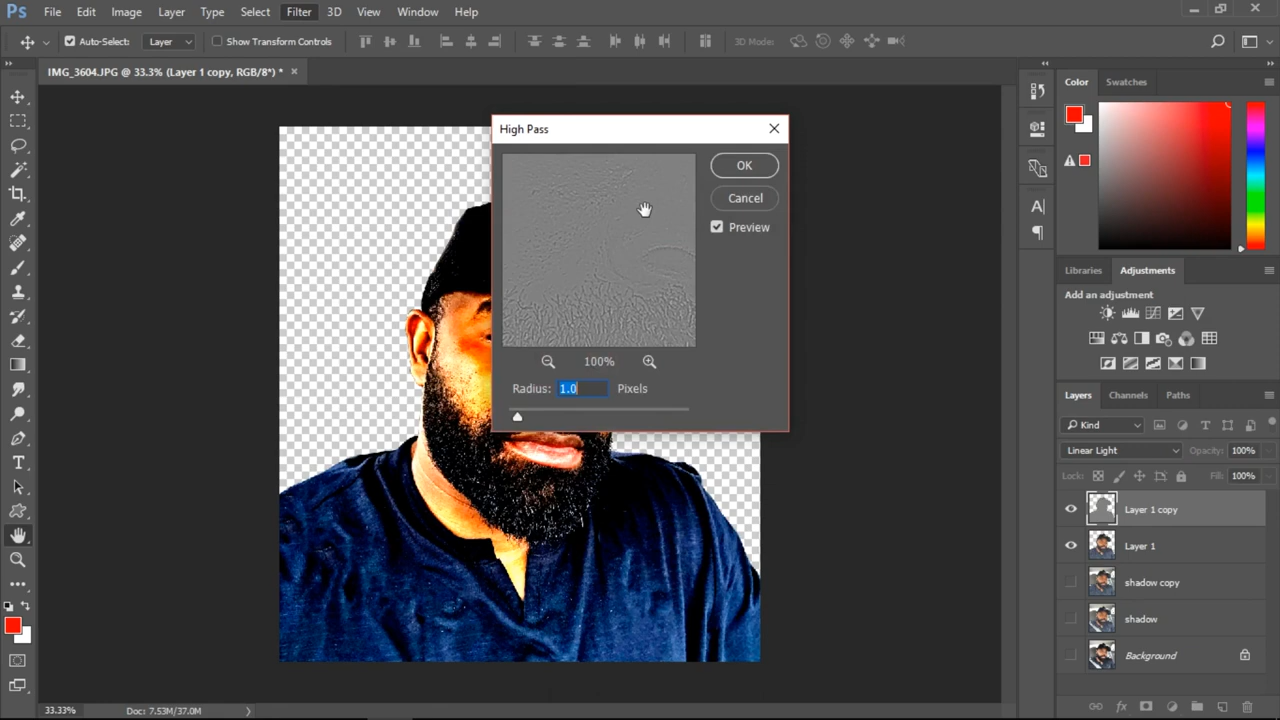 Ps File Edit Image Layer Type Select Filter 3D View Window Help
Auto-Select: Layer Show Transform Controls 3D Mode:
IMG_3604.JPG @ 33.3% (Layer 1 copy, RGB/8*) * ×
High Pass
OK
Cancel
Preview
100%
Radius: 1.0 Pixels
Color Swatches
Libraries Adjustments
Add an adjustment
Layers Channels Paths
Kind
Linear Light Opacity: 100%
Lock: Fill: 100%
Layer 1 copy
Layer 1
shadow copy
shadow
Background
33.33% Doc: 7.53M/37.0M